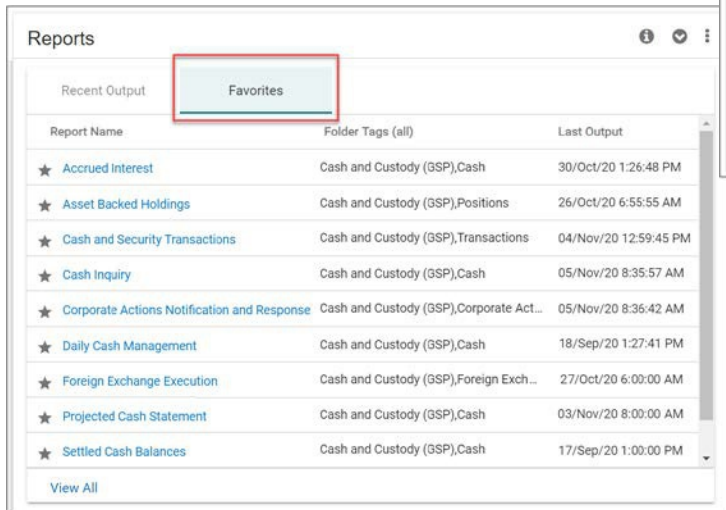 Reports
Recent Output Favorites
Report Name Folder Tags (all) Last Output
Accrued Interest Cash and Custody (GSP),Cash 30/Oct/20 1:26:48 PM
Asset Backed Holdings Cash and Custody (GSP),Positions 26/Oct/20 6:55:55 AM
Cash and Security Transactions Cash and Custody (GSP),Transactions 04/Nov/20 12:59:45 PM
Cash Inquiry Cash and Custody (GSP),Cash 05/Nov/20 8:35:57 AM
Corporate Actions Notification and Response Cash and Custody (GSP),Corporate Act... 05/Nov/20 8:36:42 AM
Daily Cash Management Cash and Custody (GSP),Cash 18/Sep/20 1:27:41 PM
Foreign Exchange Execution Cash and Custody (GSP),Foreign Exch... 27/Oct/20 6:00:00 AM
Projected Cash Statement Cash and Custody (GSP),Cash 03/Nov/20 8:00:00 AM
Settled Cash Balances Cash and Custody (GSP),Cash 17/Sep/20 1:00:00 PM
View All